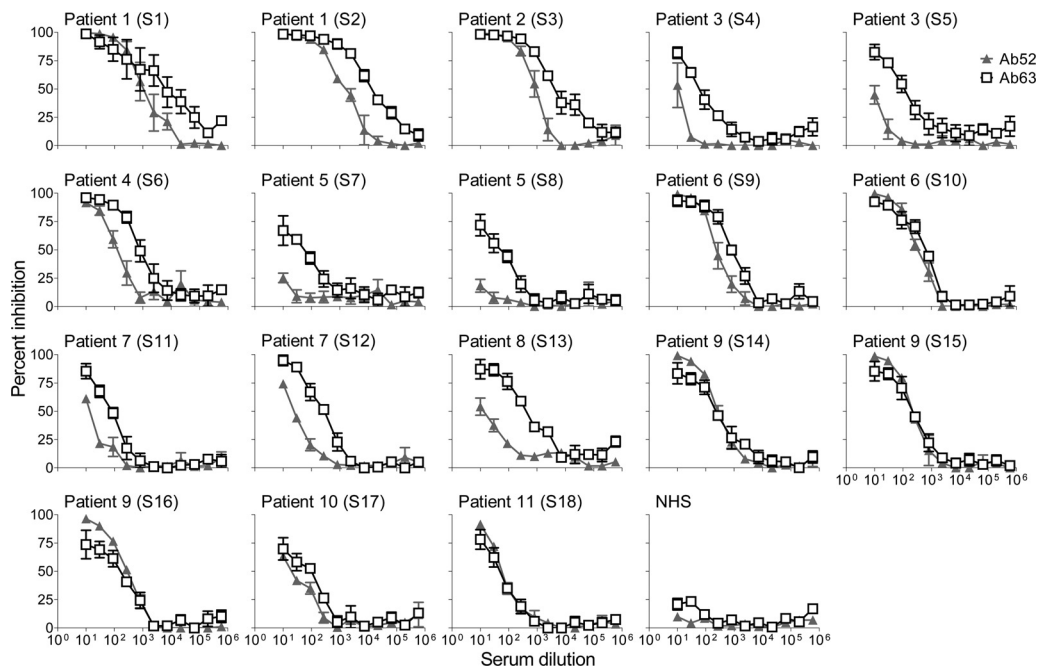 Patient 1 (S1) Patient 1 (S2) Patient 2 (S3) Patient 3 (S4) Patient 3 (S5)
100
75
50
25
0
Ab52
Ab63
Patient 4 (S6) Patient 5 (S7) Patient 5 (S8) Patient 6 (S9) Patient 6 (S10)
100
75
50
25
0
Percent inhibition
Patient 7 (S11) Patient 7 (S12) Patient 8 (S13) Patient 9 (S14) Patient 9 (S15)
100
75
50
25
0
10⁰ 10¹ 10² 10³ 10⁴ 10⁵ 10⁶
Patient 9 (S16) Patient 10 (S17) Patient 11 (S18) NHS
100
75
50
25
0
10⁰ 10¹ 10² 10³ 10⁴ 10⁵ 10⁶ 10⁰ 10¹ 10² 10³ 10⁴ 10⁵ 10⁶ 10⁰ 10¹ 10² 10³ 10⁴ 10⁵ 10⁶ 10⁰ 10¹ 10² 10³ 10⁴ 10⁵ 10⁶
Serum dilution